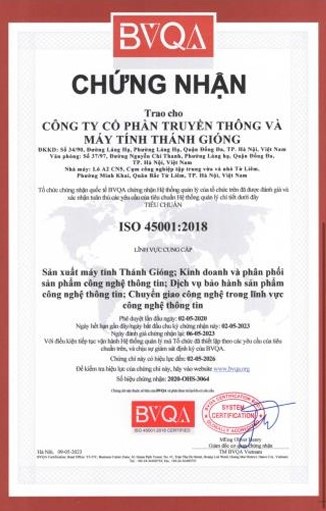 BVQA
CHỨNG NHẬN
Trao cho
CÔNG TY CỔ PHẦN TRUYỀN THÔNG VÀ
MÁY TÍNH THÁNH GIÓNG
ĐKKD: Số 34/90, Đường Láng Hạ, Phường Láng Hạ, Quận Đống Đa, TP. Hà Nội, Việt Nam
Văn phòng: Số 37/97, Đường Nguyễn Chí Thanh, Phường Láng hạ, Quận Đống Đa,
TP. Hà Nội, Việt Nam
Nhà máy: Lô A2 CN5, Cụm công nghiệp tập trung vừa và nhỏ Từ Liêm,
Phường Minh Khai, Quận Bắc Từ Liêm, TP. Hà Nội, Việt Nam
Tổ chức chứng nhận quốc tế BVQA chứng nhận Hệ thống quản lý của tổ chức trên đã được đánh giá và
xác nhận tuân thủ các yêu cầu của tiêu chuẩn Hệ thống quản lý chi tiết dưới đây
TIÊU CHUẨN
ISO 45001:2018
LĨNH VỰC CUNG CẤP
Sản xuất máy tính Thánh Gióng; Kinh doanh và phân phối
sản phẩm công nghệ thông tin; Dịch vụ bảo hành sản phẩm
công nghệ thông tin; Chuyển giao công nghệ trong lĩnh vực
công nghệ thông tin
Phê duyệt lần đầu ngày: 02-05-2020
Ngày hết hạn gần đây/ngày bắt đầu chu kỳ chứng nhận này: 02-05-2023
Ngày đánh giá chứng nhận lại: 06-05-2023
Với điều kiện tiếp tục vận hành hệ thống quản lý mà Tổ chức đã thiết lập theo các yêu cầu của tiêu
chuẩn trên, và chịu sự giám sát định kỳ của BVQA.
Chứng chỉ này có hiệu lực đến: 02-05-2026
Để kiểm tra hiệu lực của chứng chỉ này, hãy vào website www.bvqa.org
Số hiệu chứng nhận: 2020-OHS-3064
BVQA
ISO 45001:2018 CERTIFIED
BVQA CERTIFICATION
SYSTEM
CERTIFICATION
GLOBALLY
Hà Nội, 09-05-2023
TM BVQA Vietnam